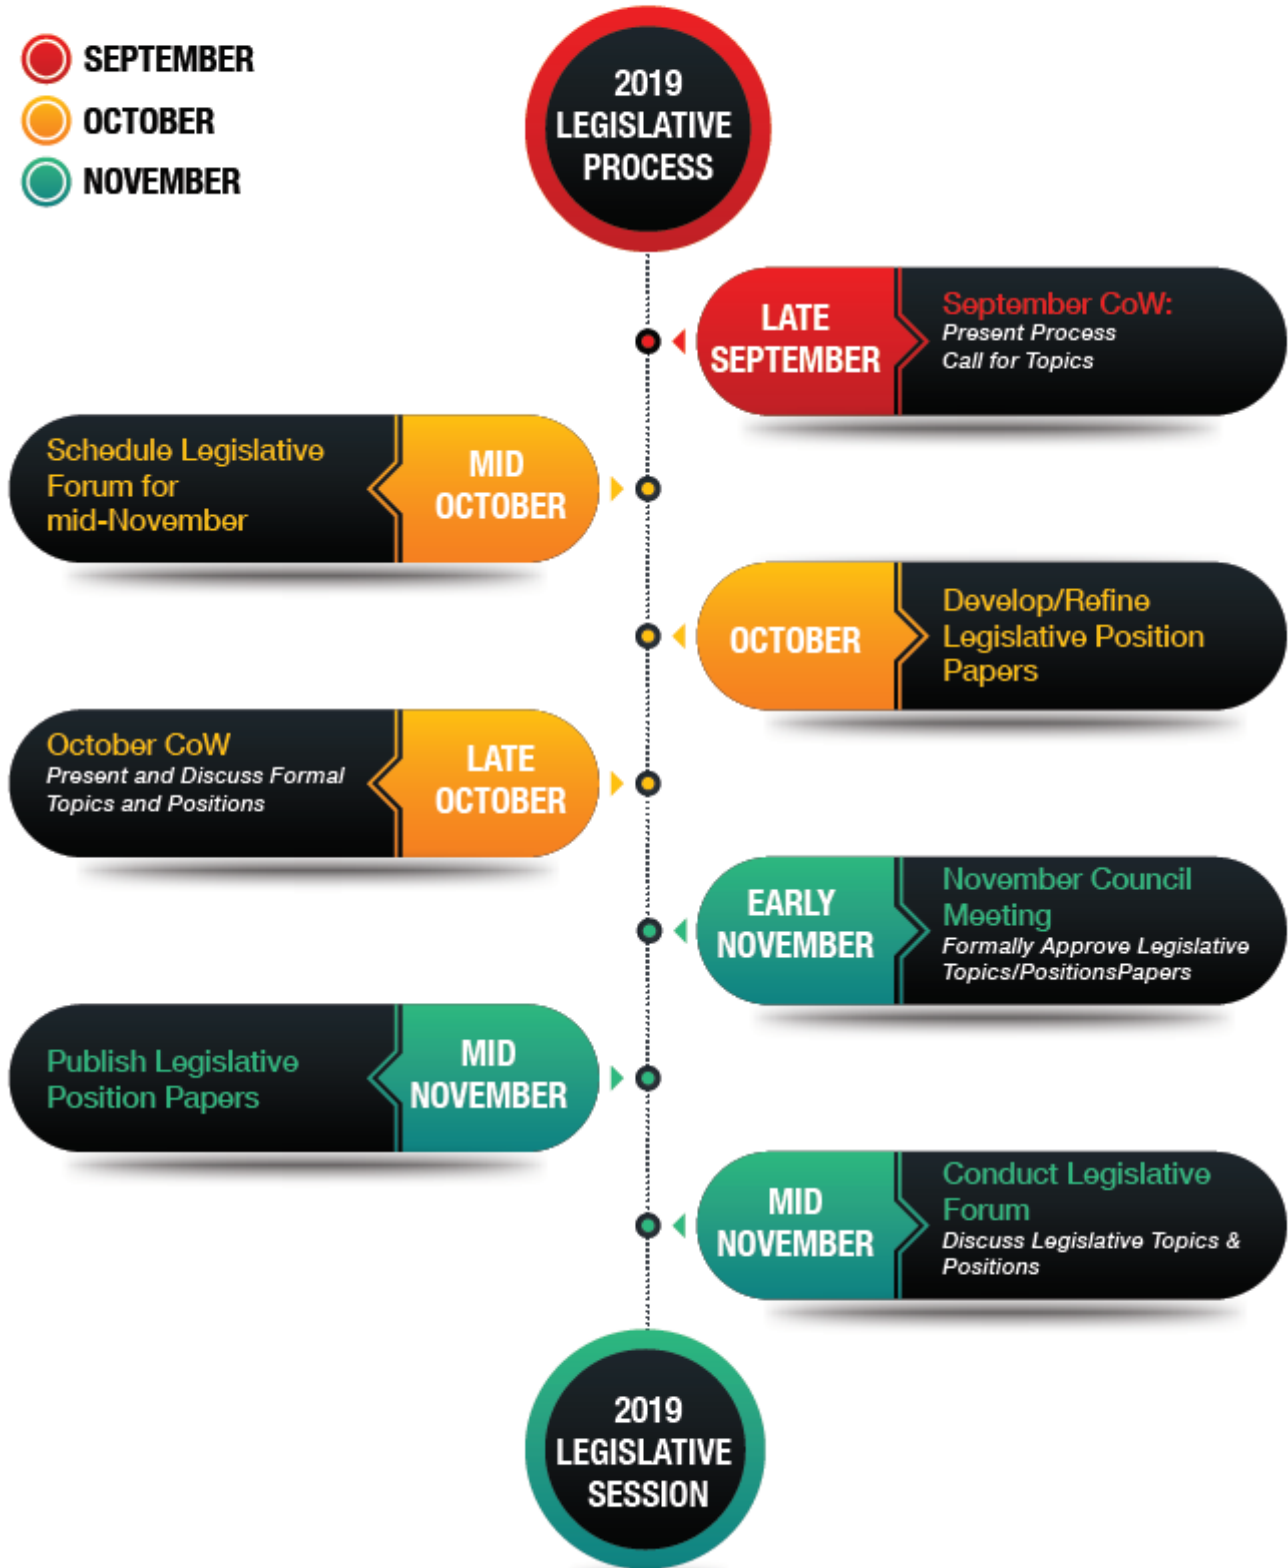 SEPTEMBER
OCTOBER
NOVEMBER
2019
LEGISLATIVE
PROCESS
LATE
SEPTEMBER
September CoW:
Present Process
Call for Topics
Schedule Legislative
Forum for
mid-November
MID
OCTOBER
OCTOBER
Develop/Refine
Legislative Position
Papers
October CoW
Present and Discuss Formal
Topics and Positions
LATE
OCTOBER
EARLY
NOVEMBER
November Council
Meeting
Formally Approve Legislative
Topics/PositionsPapers
Publish Legislative
Position Papers
MID
NOVEMBER
MID
NOVEMBER
Conduct Legislative
Forum
Discuss Legislative Topics &
Positions
2019
LEGISLATIVE
SESSION